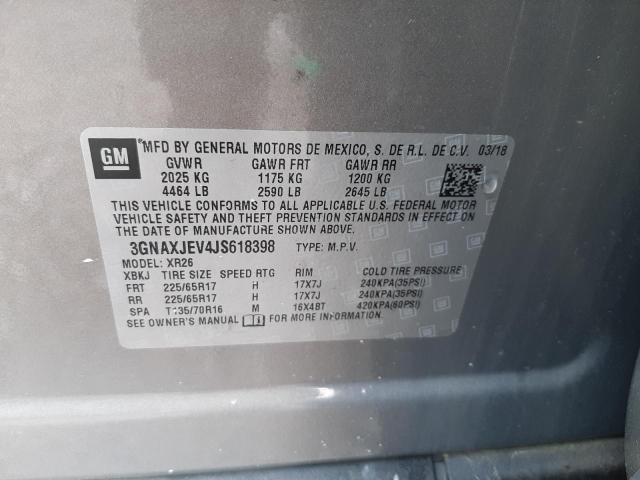 GM
MFD BY GENERAL MOTORS DE MEXICO, S. DE R.L. DE C.V. 03/18
GVWR GAWR FRT GAWR RR
2025 KG 1175 KG 1200 KG
4464 LB 2590 LB 2645 LB
THIS VEHICLE CONFORMS TO ALL APPLICABLE U.S. FEDERAL MOTOR
VEHICLE SAFETY AND THEFT PREVENTION STANDARDS IN EFFECT ON
THE DATE OF MANUFACTURE SHOWN ABOVE.
3GNAXJEV4JS618398 TYPE: M.P.V.
MODEL: XR26
XBKJ TIRE SIZE SPEED RTG RIM COLD TIRE PRESSURE
FRT 225/65R17 H 17X7J 240KPA(35PSI)
RR 225/65R17 H 17X7J 240KPA(35PSI)
SPA T135/70R16 M 16X4BT 420KPA(60PSI)
SEE OWNER'S MANUAL FOR MORE INFORMATION.